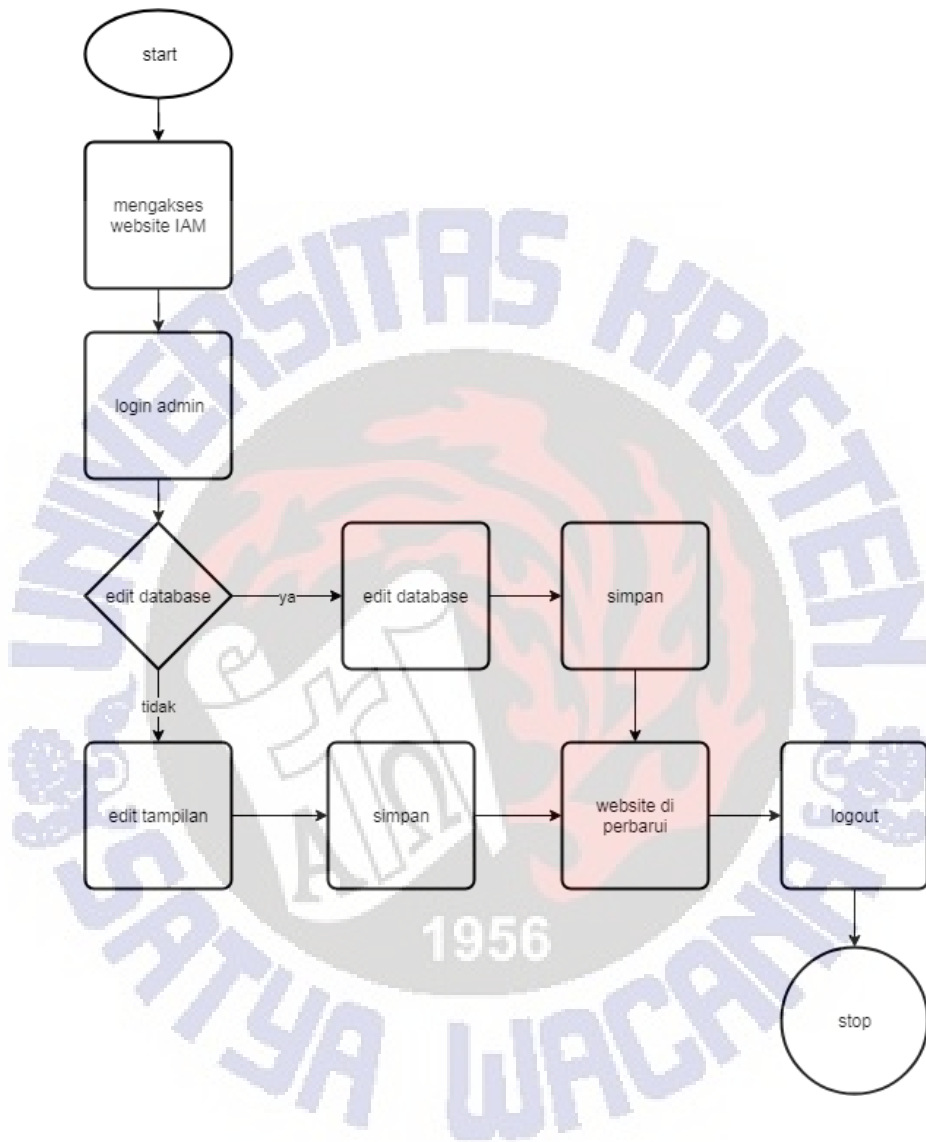 start
mengakses
website IAM
login admin
edit database
ya
edit database
simpan
tidak
edit tampilan
simpan
website di
perbarui
logout
stop
UNIVERSITAS KRISTEN
SATYA WACANA
1956
ΑΩ